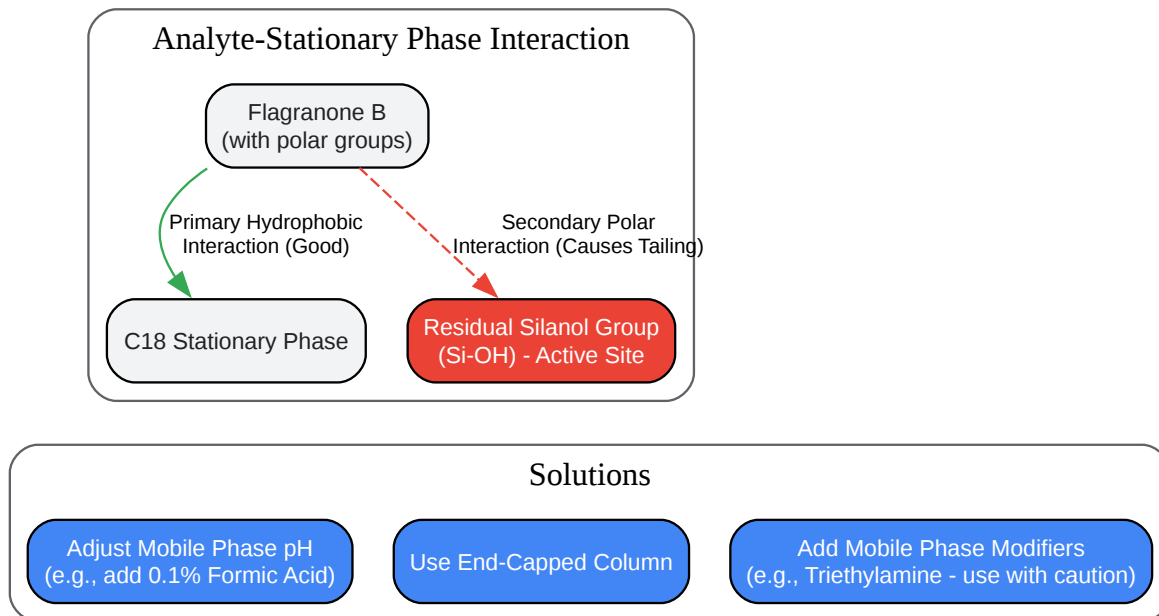 Analyte-Stationary Phase Interaction
Flagranone B
(with polar groups)
Primary Hydrophobic
Interaction (Good)
Secondary Polar
Interaction (Causes Tailing)
C18 Stationary Phase
Residual Silanol Group
(Si-OH) - Active Site
Solutions
Adjust Mobile Phase pH
(e.g., add 0.1% Formic Acid)
Use End-Capped Column
Add Mobile Phase Modifiers
(e.g., Triethylamine - use with caution)